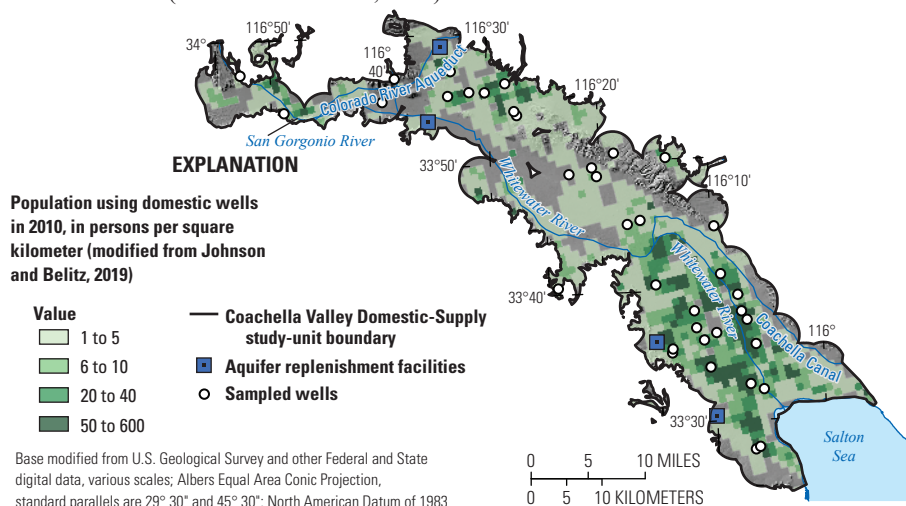 116°50'
116°30'
34°
116°
40'
Colorado River Aqueduct
116°20'
San Gorgonio River
EXPLANATION
33°50'
Whitewater River
116°10'
Population using domestic wells
in 2010, in persons per square
kilometer (modified from Johnson
and Belitz, 2019)
Value
1 to 5
6 to 10
20 to 40
50 to 600
Coachella Valley Domestic-Supply
study-unit boundary
Aquifer replenishment facilities
Sampled wells
33°40'
Whitewater River
Coachella Canal
116°
33°30'
Salton
Sea
0 5 10 MILES
0 5 10 KILOMETERS
Base modified from U.S. Geological Survey and other Federal and State
digital data, various scales; Albers Equal Area Conic Projection,
standard parallels are 29° 30" and 45° 30"; North American Datum of 1983